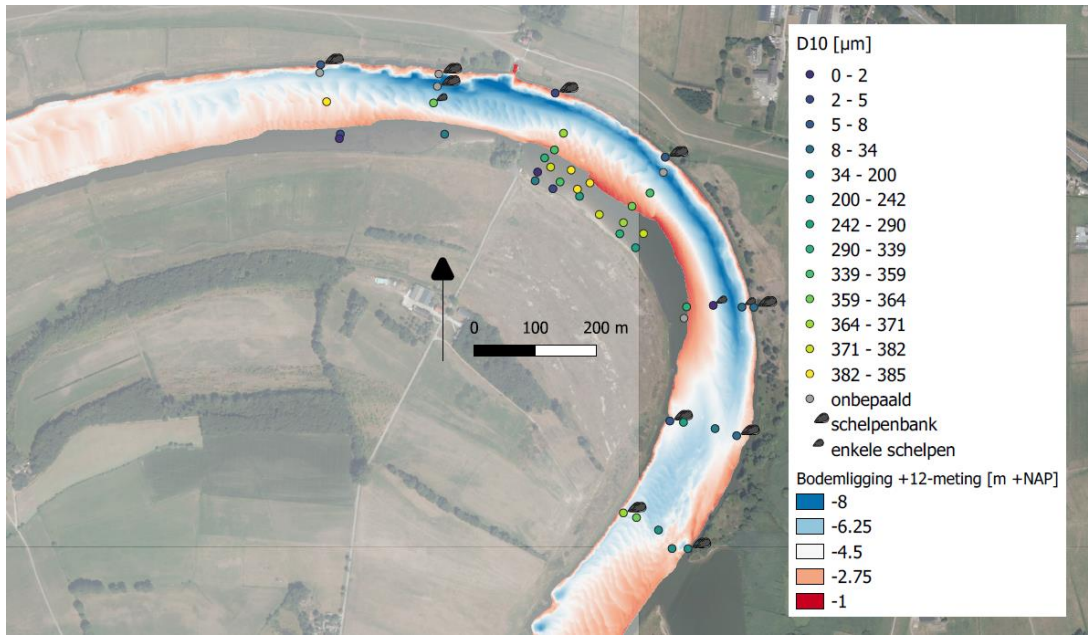 D10 [µm]
0 - 2
2 - 5
5 - 8
8 - 34
34 - 200
200 - 242
242 - 290
290 - 339
339 - 359
359 - 364
364 - 371
371 - 382
382 - 385
onbepaald
schelpenbank
enkele schelpen
Bodemligging +12-meting [m +NAP]
-8
-6.25
-4.5
-2.75
-1
0 100 200 m